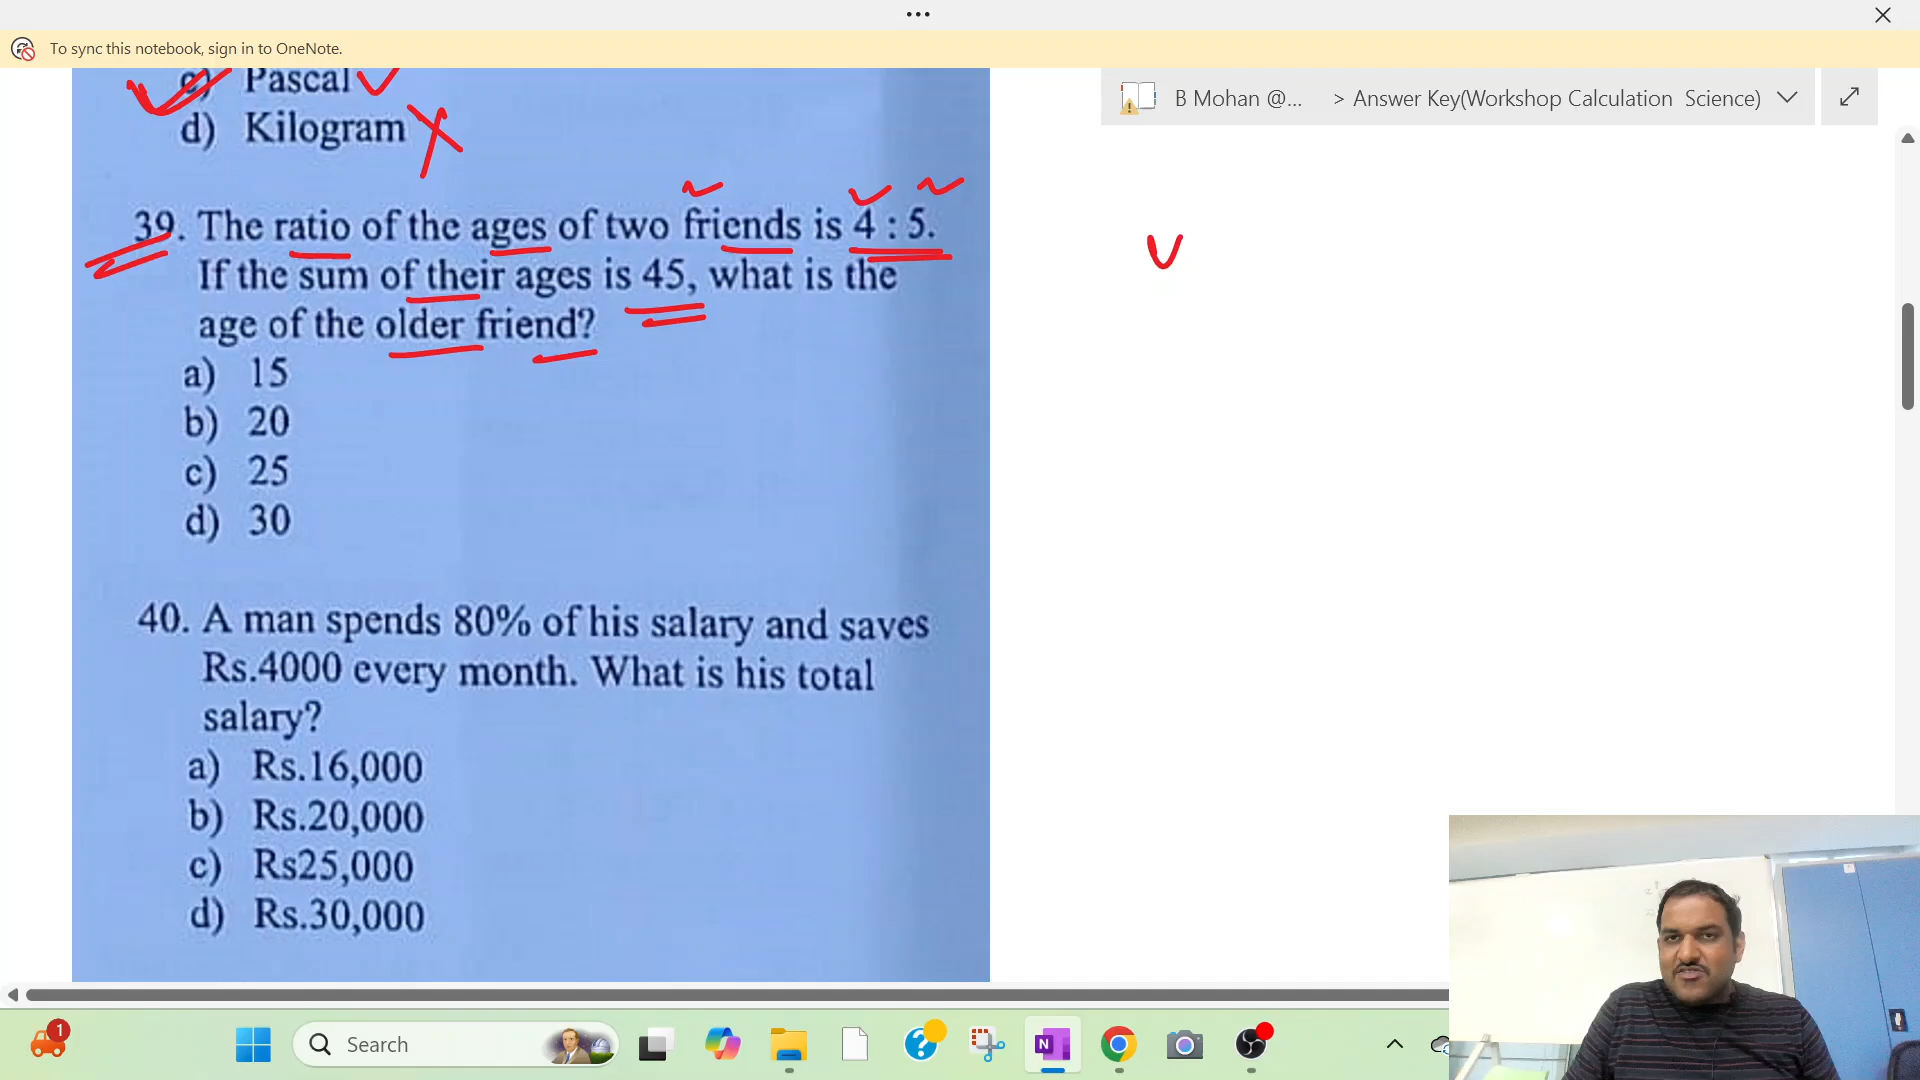 To sync this notebook, sign in to OneNote.
B Mohan @... > Answer Key(Workshop Calculation Science)
c) Pascal
d) Kilogram
39. The ratio of the ages of two friends is 4 : 5.
If the sum of their ages is 45, what is the
age of the older friend?
a) 15
b) 20
c) 25
d) 30
40. A man spends 80% of his salary and saves
Rs.4000 every month. What is his total
salary?
a) Rs.16,000
b) Rs.20,000
c) Rs25,000
d) Rs.30,000
1
Search
N